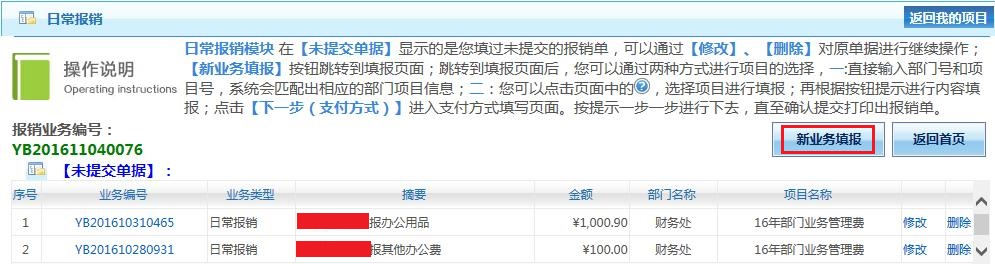 日常报销
返回我的项目
操作说明
Operating instructions
日常报销模块 在【未提交单据】显示的是您填过未提交的报销单，可以通过【修改】、【删除】对原单据进行继续操作；
【新业务填报】按钮跳转到填报页面；跳转到填报页面后，您可以通过两种方式进行项目的选择，一:直接输入部门号和项
目号，系统会匹配出相应的部门项目信息；二：您可以点击页面中的?，选择项目进行填报；再根据按钮提示进行内容填
报；点击【下一步（支付方式）】进入支付方式填写页面。按提示一步一步进行下去，直至确认提交打印出报销单。
报销业务编号：
YB201611040076
新业务填报 返回首页
【未提交单据】：
序号 业务编号 业务类型 摘要 金额 部门名称 项目名称
1 YB201610310465 日常报销 报办公用品 ¥1,000.90 财务处 16年部门业务管理费 修改 删除
2 YB201610280931 日常报销 报其他办公费 ¥100.00 财务处 16年部门业务管理费 修改 删除